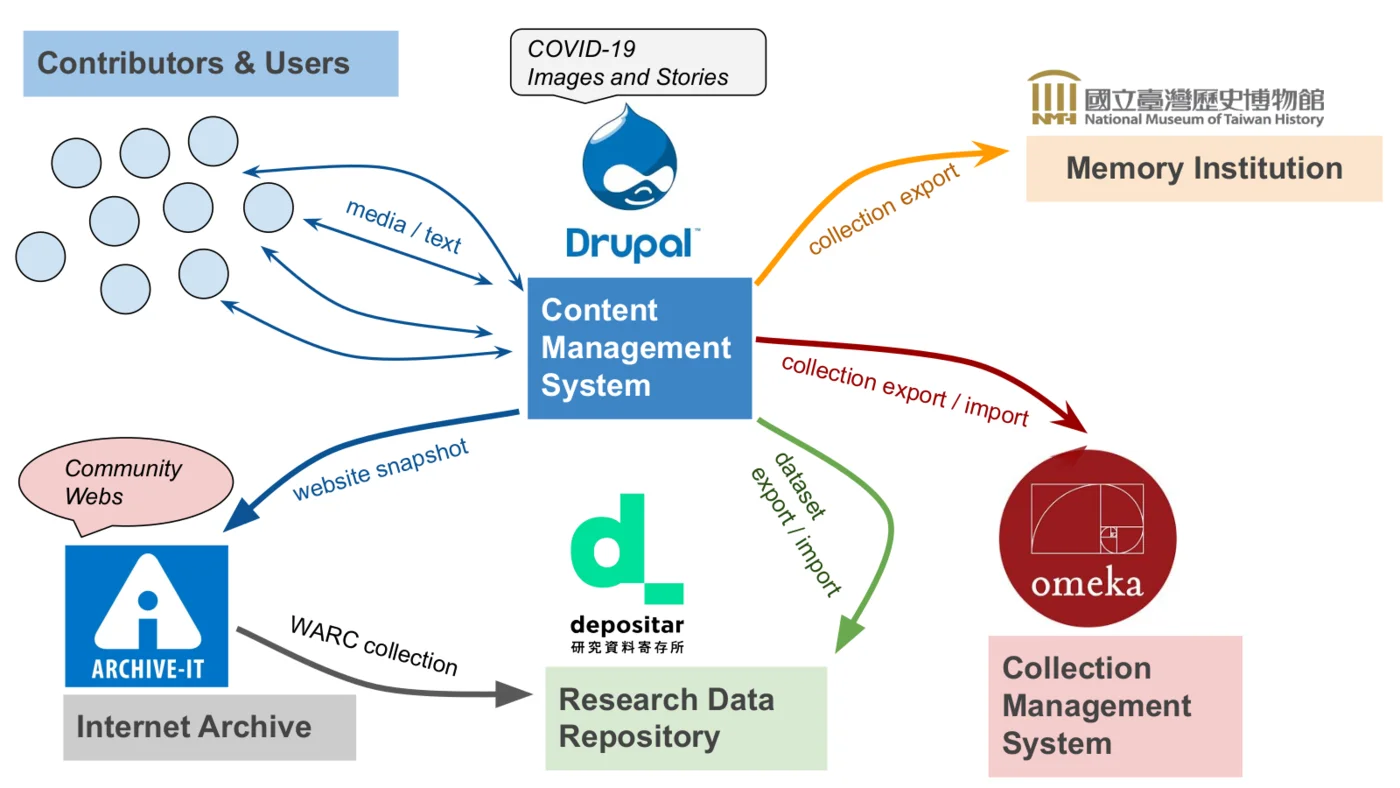 Contributors & Users
COVID-19
Images and Stories
Drupal™
國立臺灣歷史博物館
NMTH
National Museum of Taiwan History
Memory Institution
media / text
collection export
Content
Management
System
collection export / import
website snapshot
dataset
export / import
Community
Webs
ARCHIVE-IT
Internet Archive
WARC collection
d_
depositar
研究資料寄存所
Research Data
Repository
omeka
Collection
Management
System